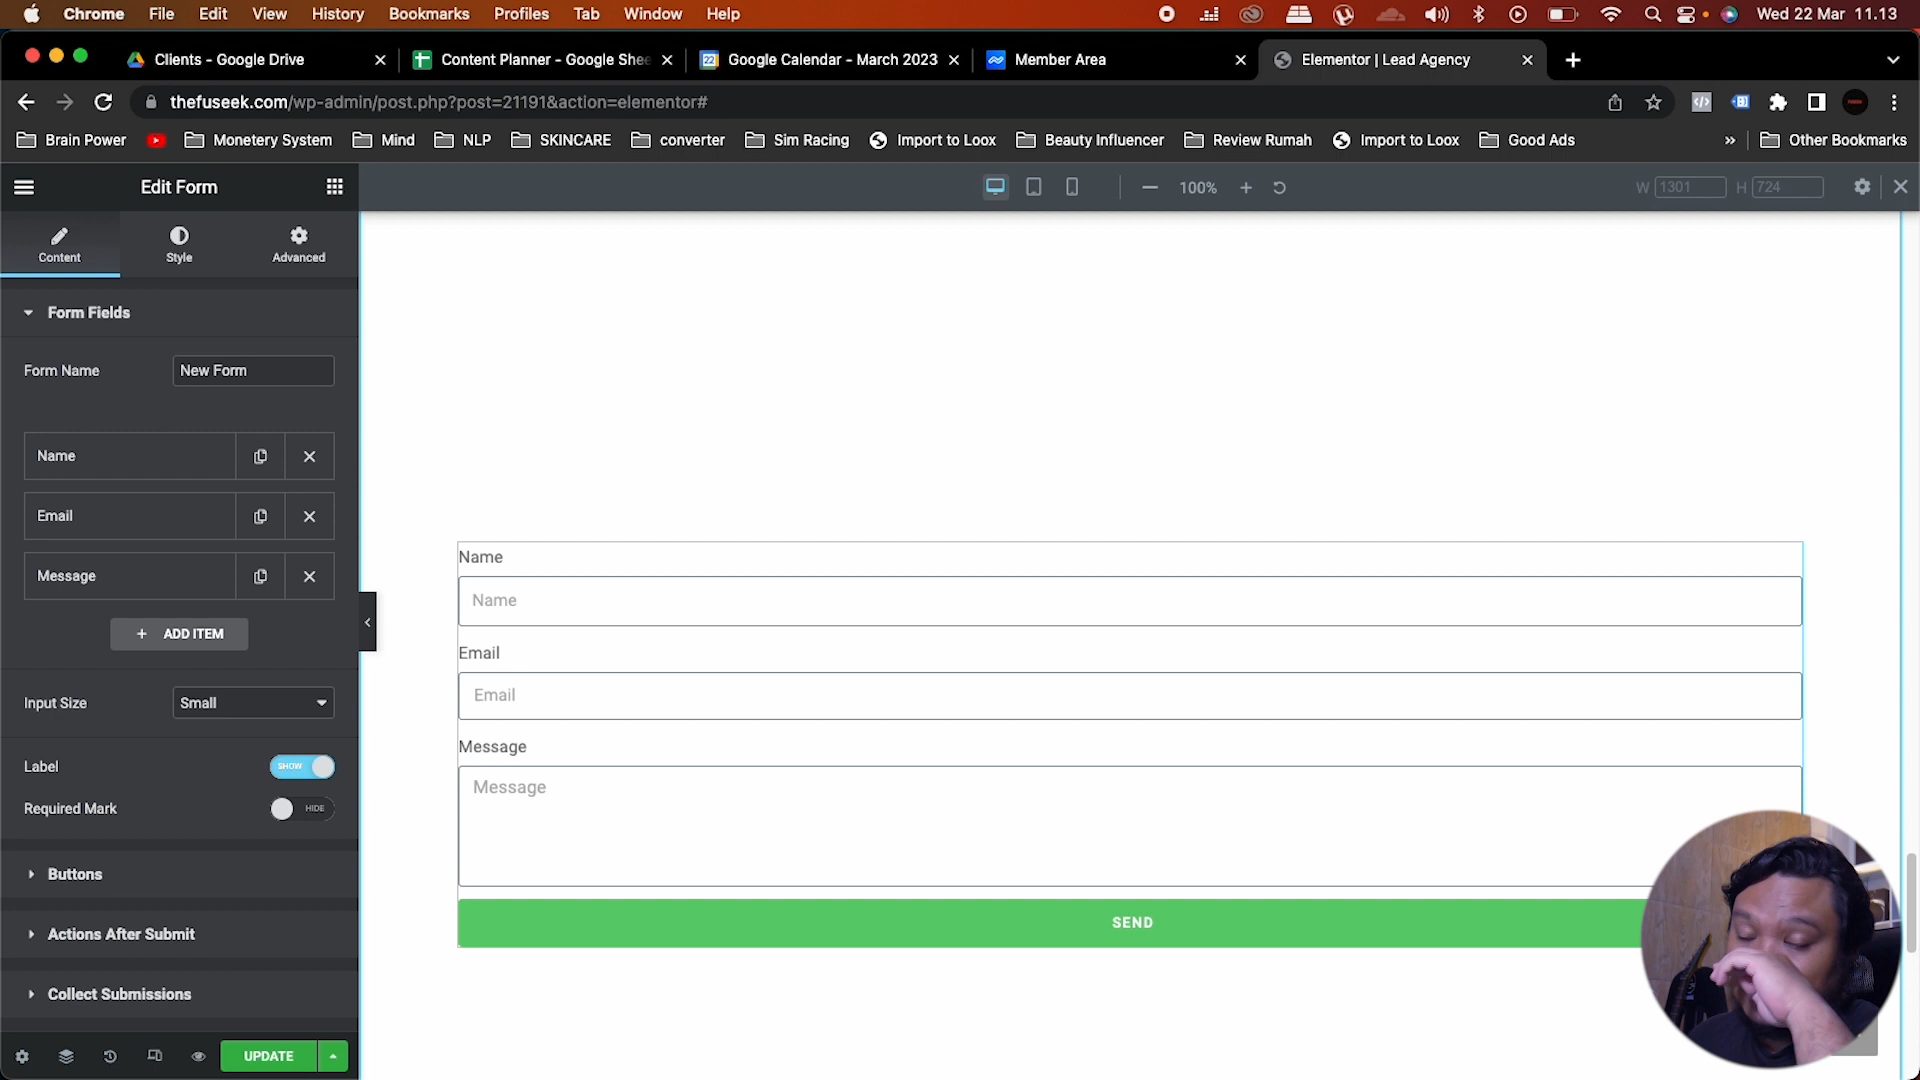 Chrome File Edit View History Bookmarks Profiles Tab Window Help Wed 22 Mar 11.13
Clients - Google Drive Content Planner - Google Shee 22 Google Calendar - March 2023 Member Area Elementor | Lead Agency
thefuseek.com/wp-admin/post.php?post=21191&action=elementor#
Brain Power Monetery System Mind NLP SKINCARE converter Sim Racing Import to Loox Beauty Influencer Review Rumah Import to Loox Good Ads » Other Bookmarks
Edit Form 100% W 1301 H 724
Content Style Advanced
Form Fields
Form Name New Form
Name
Email
Message
+ ADD ITEM
Input Size Small
Label SHOW
Required Mark HIDE
Buttons
Actions After Submit
Collect Submissions
UPDATE
Name
Name
Email
Email
Message
Message
SEND